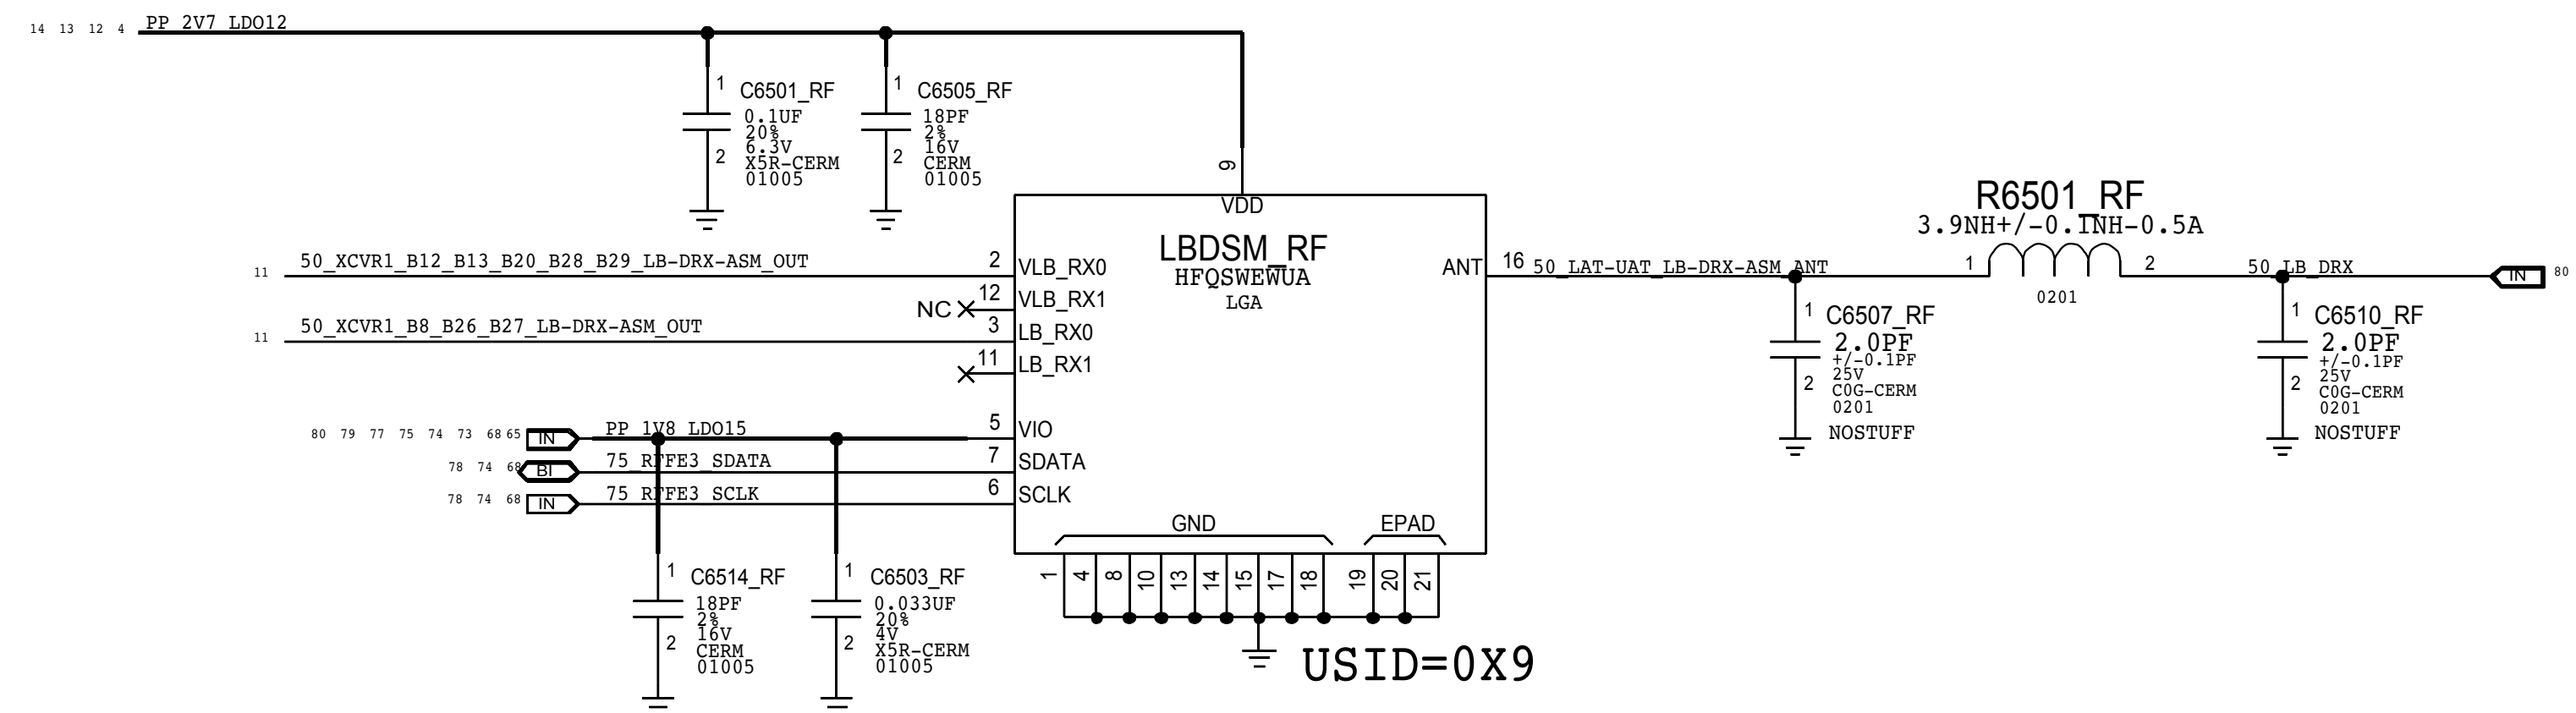 14 13 12 4 PP_2V7_LDO12
1 C6501_RF
0.1UF
20%
6.3V
2 X5R-CERM
01005
1 C6505_RF
18PF
2%
16V
2 CERM
01005
9
VDD
LBDSM_RF
HFQSWEWUA
LGA
11 50_XCVR1_B12_B13_B20_B28_B29_LB-DRX-ASM_OUT 2 VLB_RX0
NC 12 VLB_RX1
11 50_XCVR1_B8_B26_B27_LB-DRX-ASM_OUT 3 LB_RX0
11 LB_RX1
80 79 77 75 74 73 68 65 IN PP_1V8_LDO15 5 VIO
78 74 68 BI 75_RFFE3_SDATA 7 SDATA
78 74 68 IN 75_RFFE3_SCLK 6 SCLK
ANT 16 50_LAT-UAT_LB-DRX-ASM_ANT
R6501_RF
3.9NH+/-0.1NH-0.5A
1 2
0201
50_LB_DRX IN 80
1 C6507_RF
2.0PF
+/-0.1PF
25V
2 C0G-CERM
0201
NOSTUFF
1 C6510_RF
2.0PF
+/-0.1PF
25V
2 C0G-CERM
0201
NOSTUFF
GND EPAD
1 4 8 10 13 14 15 17 18 19 20 21
1 C6514_RF
18PF
2%
16V
2 CERM
01005
1 C6503_RF
0.033UF
20%
4V
2 X5R-CERM
01005
USID=0X9